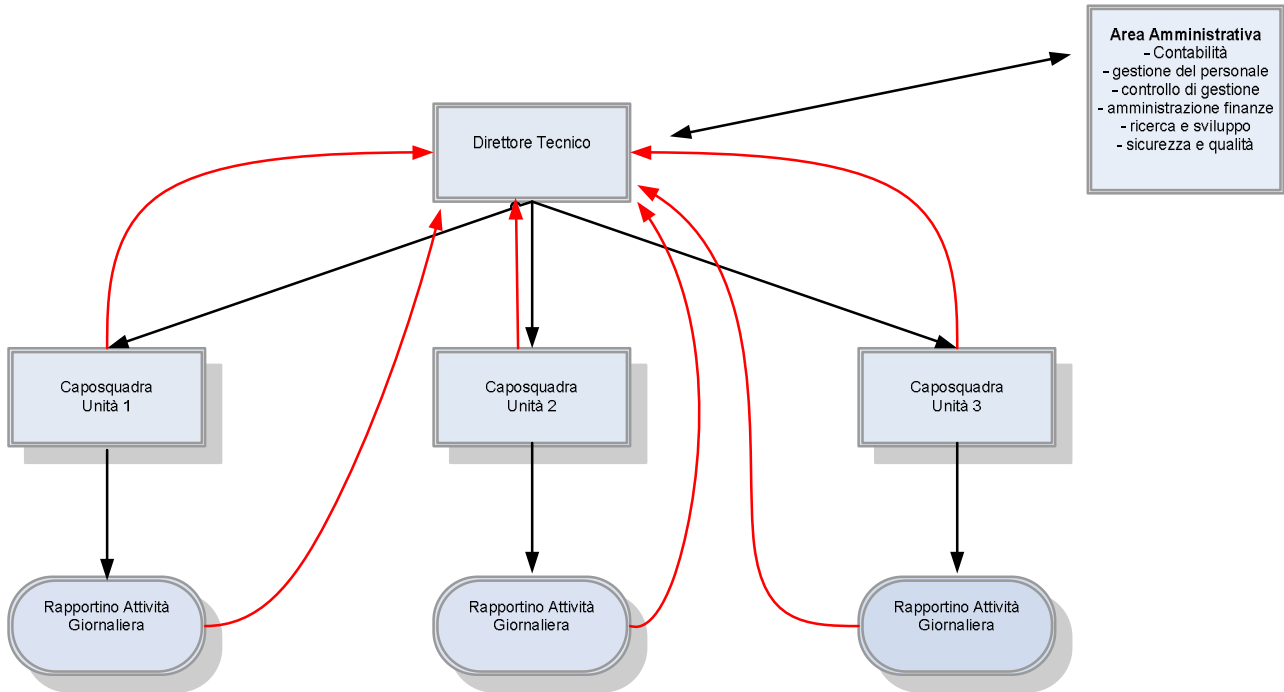 Area Amministrativa
- Contabilità
- gestione del personale
- controllo di gestione
- amministrazione finanze
- ricerca e sviluppo
- sicurezza e qualità
Direttore Tecnico
Caposquadra
Unità 1
Caposquadra
Unità 2
Caposquadra
Unità 3
Rapportino Attività
Giornaliera
Rapportino Attività
Giornaliera
Rapportino Attività
Giornaliera